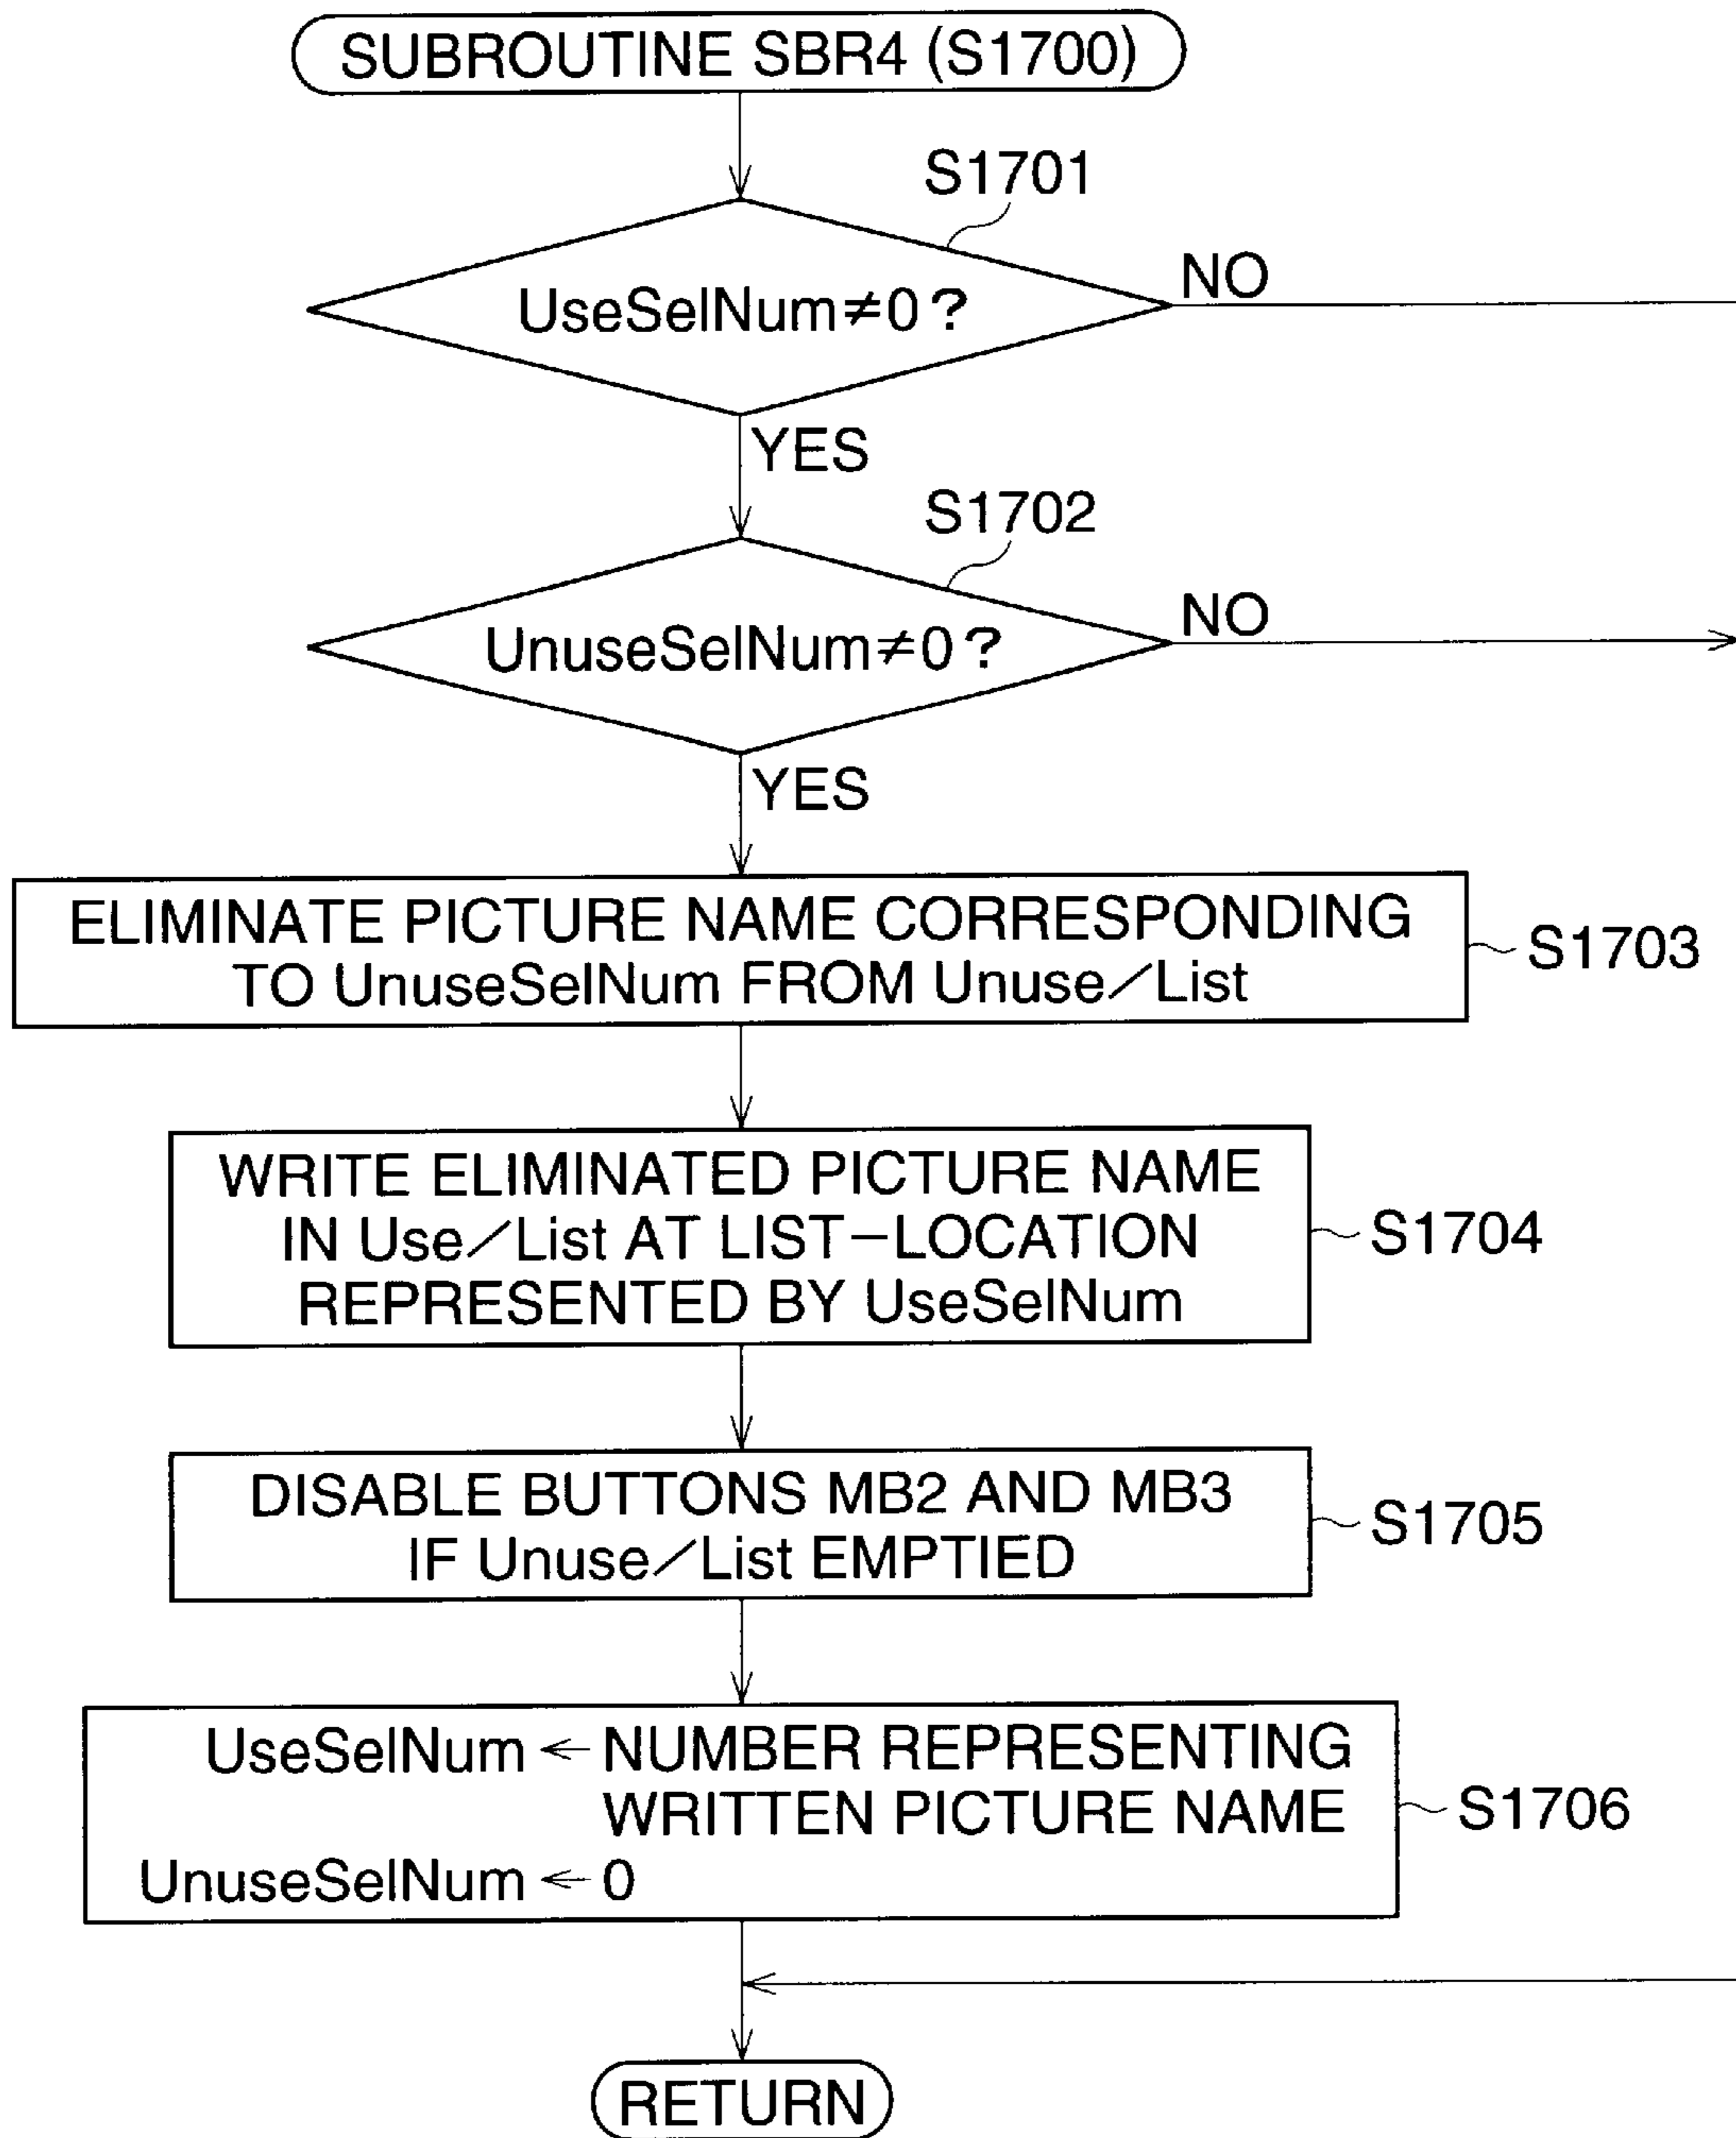 SUBROUTINE SBR4 (S1700)
S1701
UseSelNum≠0?
NO
YES
S1702
UnuseSelNum≠0?
NO
YES
ELIMINATE PICTURE NAME CORRESPONDING
TO UnuseSelNum FROM Unuse/List
S1703
WRITE ELIMINATED PICTURE NAME
IN Use/List AT LIST-LOCATION
REPRESENTED BY UseSelNum
S1704
DISABLE BUTTONS MB2 AND MB3
IF Unuse/List EMPTIED
S1705
UseSelNum ← NUMBER REPRESENTING
WRITTEN PICTURE NAME
UnuseSelNum ← 0
S1706
RETURN